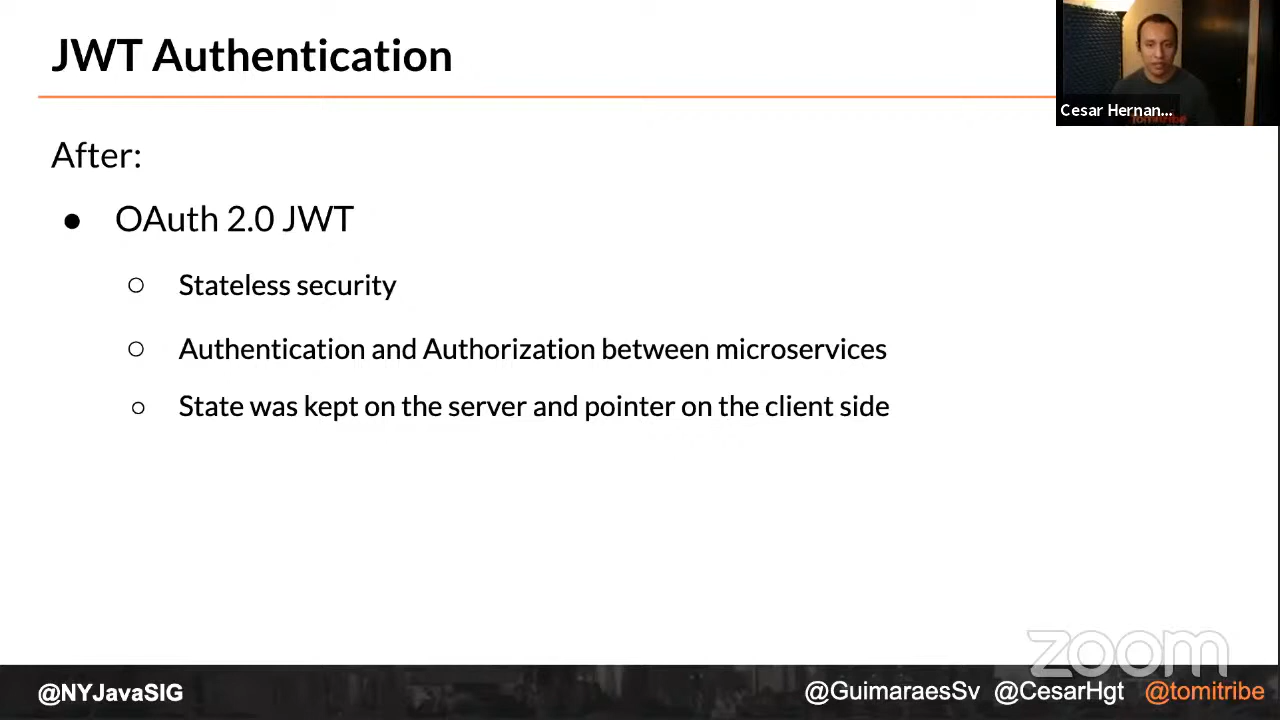 JWT Authentication
Cesar Hernan...
After:
● OAuth 2.0 JWT
○ Stateless security
○ Authentication and Authorization between microservices
○ State was kept on the server and pointer on the client side
zoom
@NYJavaSIG
@GuimaraesSv @CesarHgt @tomitribe
tomitribe